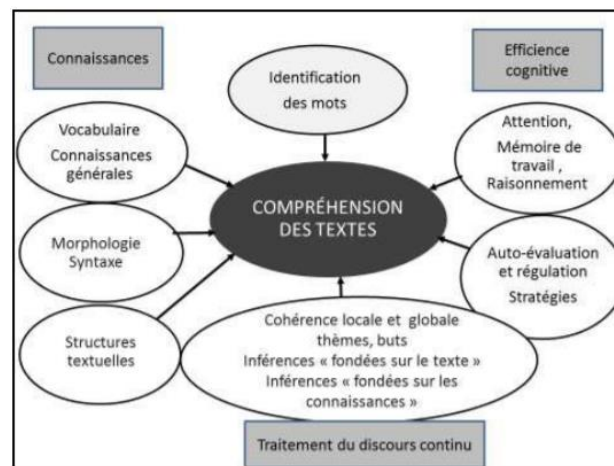 Connaissances
Efficience
cognitive
Identification
des mots
Vocabulaire
Connaissances
générales
Attention,
Mémoire de
travail ,
Raisonnement
COMPRÉHENSION
DES TEXTES
Morphologie
Syntaxe
Auto-évaluation
et régulation
Stratégies
Structures
textuelles
Cohérence locale et globale
thèmes, buts
Inférences « fondées sur le texte »
Inférences « fondées sur les
connaissances »
Traitement du discours continu